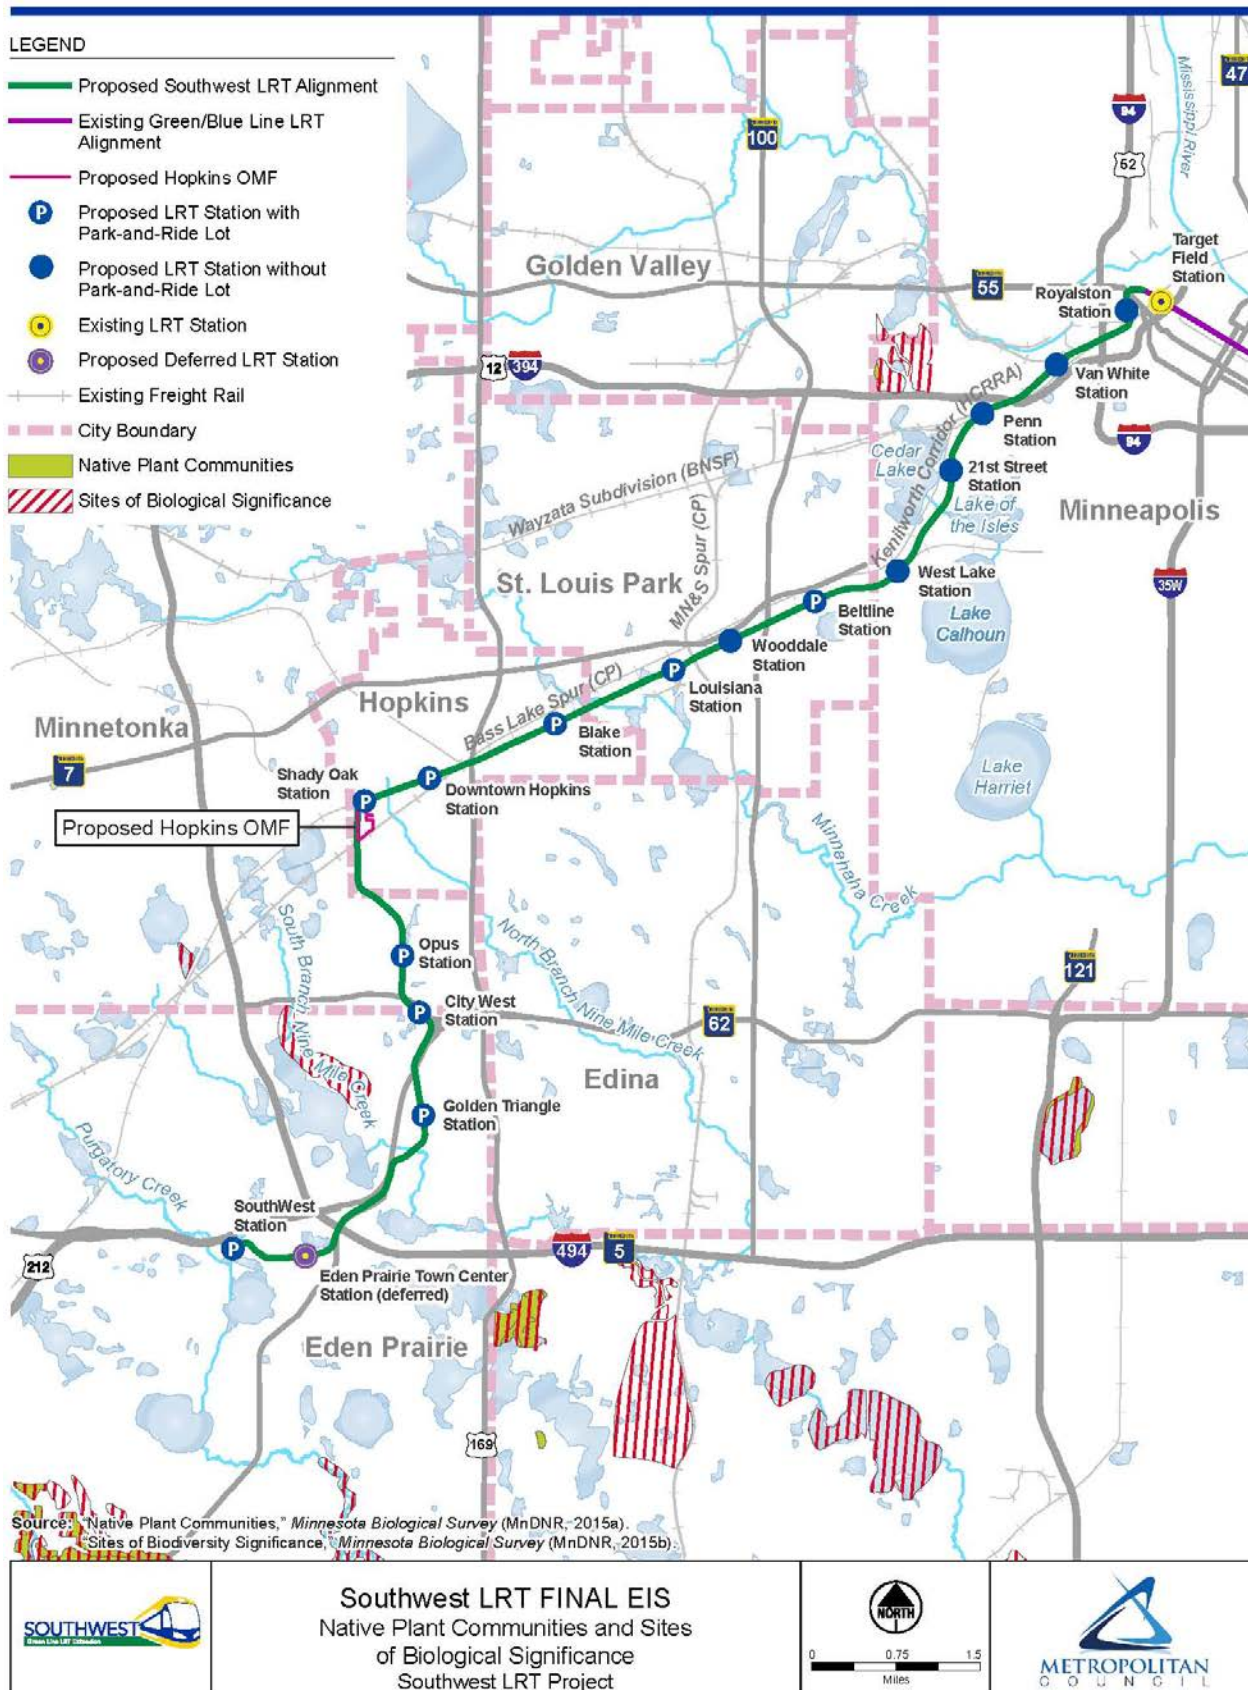 LEGEND
Proposed Southwest LRT Alignment
Existing Green/Blue Line LRT
Alignment
Proposed Hopkins OMF
P
Proposed LRT Station with
Park-and-Ride Lot
Proposed LRT Station without
Park-and-Ride Lot
Existing LRT Station
Proposed Deferred LRT Station
Existing Freight Rail
City Boundary
Native Plant Communities
Sites of Biological Significance
47
94
100
52
Mississippi River
Target
Field
Station
Golden Valley
55
Royalston
Station
12
394
Van White
Station
Penn
Station
94
Cedar
Lake
Kenilworth Corridor (HCRRA)
21st Street
Station
Lake of
the Isles
Minneapolis
Wayzata Subdivision (BNSF)
MN&S Spur (CP)
St. Louis Park
35W
West Lake
Station
P
Beltline
Station
Lake
Calhoun
Wooddale
Station
P
Louisiana
Station
Hopkins
Bass Lake Spur (CP)
Minnetonka
P
Blake
Station
7
Shady Oak
Station
P
P
Downtown Hopkins
Station
Lake
Harriet
Proposed Hopkins OMF
Minnehaha Creek
South Branch Nine Mile Creek
North Branch Nine Mile Creek
P
Opus
Station
121
P
City West
Station
62
Edina
P
Golden Triangle
Station
Purgatory Creek
SouthWest
Station
P
212
494
5
Eden Prairie Town Center
Station (deferred)
Eden Prairie
169
Source: "Native Plant Communities," Minnesota Biological Survey (MnDNR, 2015a).
"Sites of Biodiversity Significance," Minnesota Biological Survey (MnDNR, 2015b).
SOUTHWEST
Green Line LRT Extension
Southwest LRT FINAL EIS
Native Plant Communities and Sites
of Biological Significance
Southwest LRT Project
NORTH
0 0.75 1.5
Miles
METROPOLITAN
COUNCIL